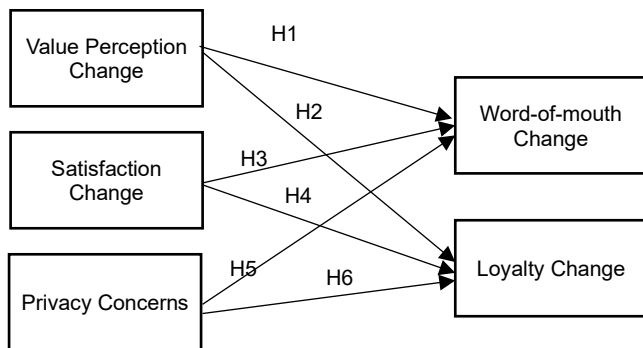 H1
Value Perception
Change
H2
Word-of-mouth
Change
Satisfaction
Change
H3
H4
Loyalty Change
H5
H6
Privacy Concerns